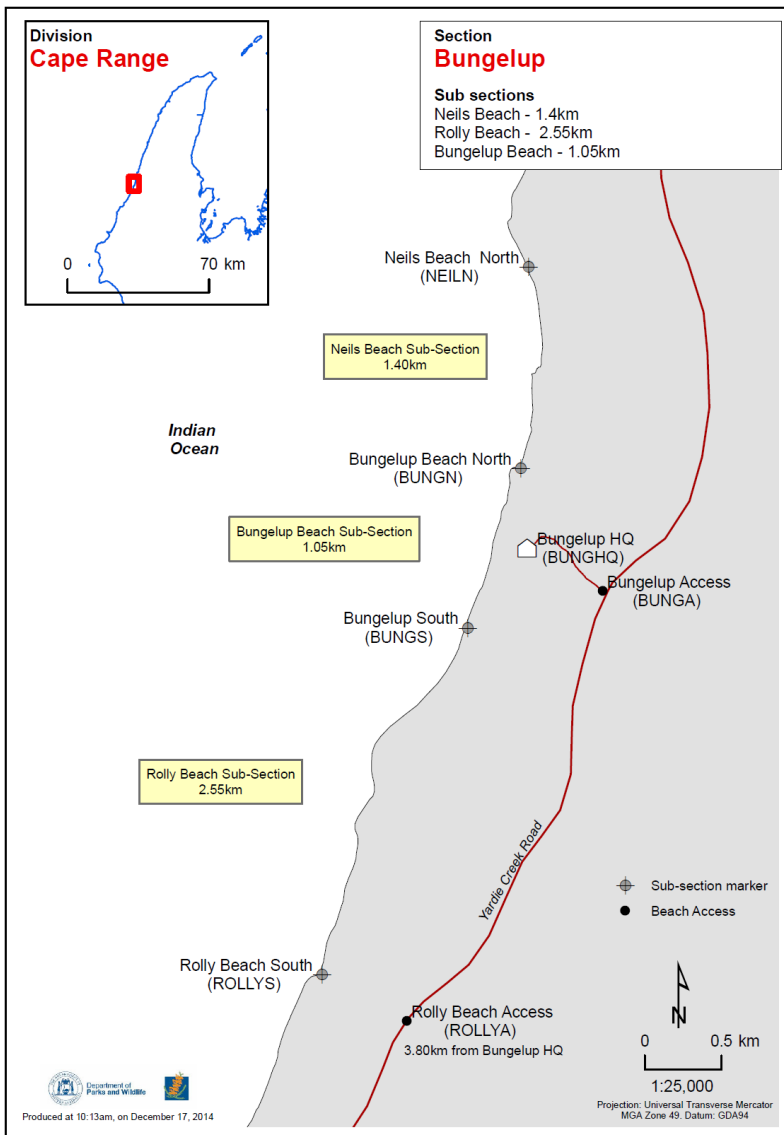 Division
Cape Range
0
70 km
Section
Bungelup
Sub sections
Neils Beach - 1.4km
Rolly Beach - 2.55km
Bungelup Beach - 1.05km
Neils Beach North
(NEILN)
Neils Beach Sub-Section
1.40km
Indian
Ocean
Bungelup Beach North
(BUNGN)
Bungelup Beach Sub-Section
1.05km
Bungelup HQ
(BUNGHQ)
Bungelup Access
(BUNGA)
Bungelup South
(BUNGS)
Rolly Beach Sub-Section
2.55km
Yardie Creek Road
Sub-section marker
Beach Access
Rolly Beach South
(ROLLYS)
Rolly Beach Access
(ROLLYA)
3.80km from Bungelup HQ
N
0
0.5 km
1:25,000
Projection: Universal Transverse Mercator
MGA Zone 49. Datum: GDA94
Department of
Parks and Wildlife
Produced at 10:13am, on December 17, 2014